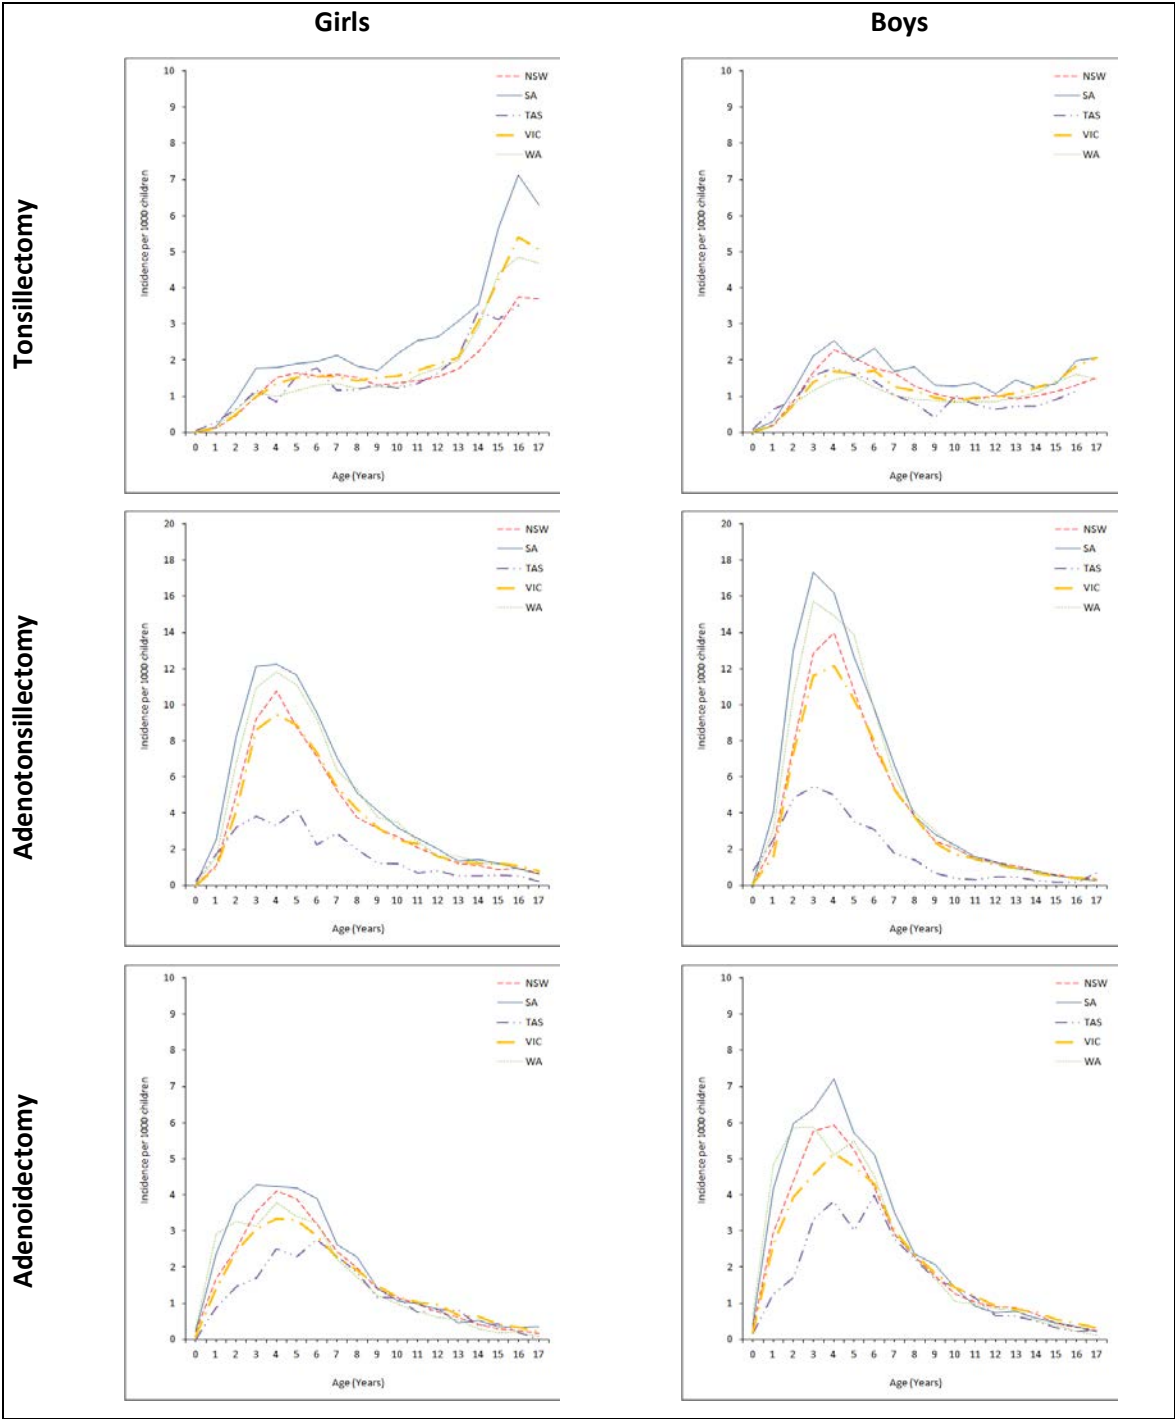 Girls
Boys
Tonsillectomy
Incidence per 1000 children
10
9
8
7
6
5
4
3
2
1
0
0 1 2 3 4 5 6 7 8 9 10 11 12 13 14 15 16 17
Age (Years)
NSW
SA
TAS
VIC
WA
Incidence per 1000 children
10
9
8
7
6
5
4
3
2
1
0
0 1 2 3 4 5 6 7 8 9 10 11 12 13 14 15 16 17
Age (Years)
NSW
SA
TAS
VIC
WA
Adenotonsillectomy
Incidence per 1000 children
20
18
16
14
12
10
8
6
4
2
0
0 1 2 3 4 5 6 7 8 9 10 11 12 13 14 15 16 17
Age (Years)
NSW
SA
TAS
VIC
WA
Incidence per 1000 children
20
18
16
14
12
10
8
6
4
2
0
0 1 2 3 4 5 6 7 8 9 10 11 12 13 14 15 16 17
Age (Years)
NSW
SA
TAS
VIC
WA
Adenoidectomy
Incidence per 1000 children
10
9
8
7
6
5
4
3
2
1
0
0 1 2 3 4 5 6 7 8 9 10 11 12 13 14 15 16 17
Age (Years)
NSW
SA
TAS
VIC
WA
Incidence per 1000 children
10
9
8
7
6
5
4
3
2
1
0
0 1 2 3 4 5 6 7 8 9 10 11 12 13 14 15 16 17
Age (Years)
NSW
SA
TAS
VIC
WA